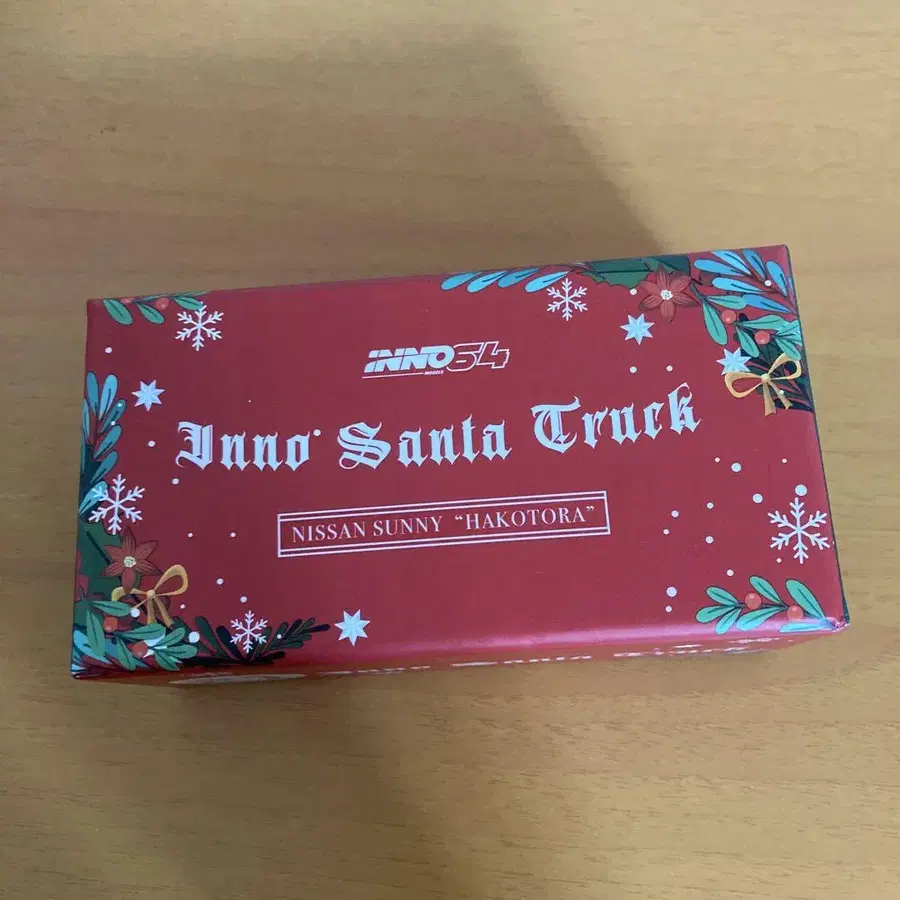 INNO64
MODELS
Inno Santa Truck
NISSAN SUNNY “HAKOTORA”